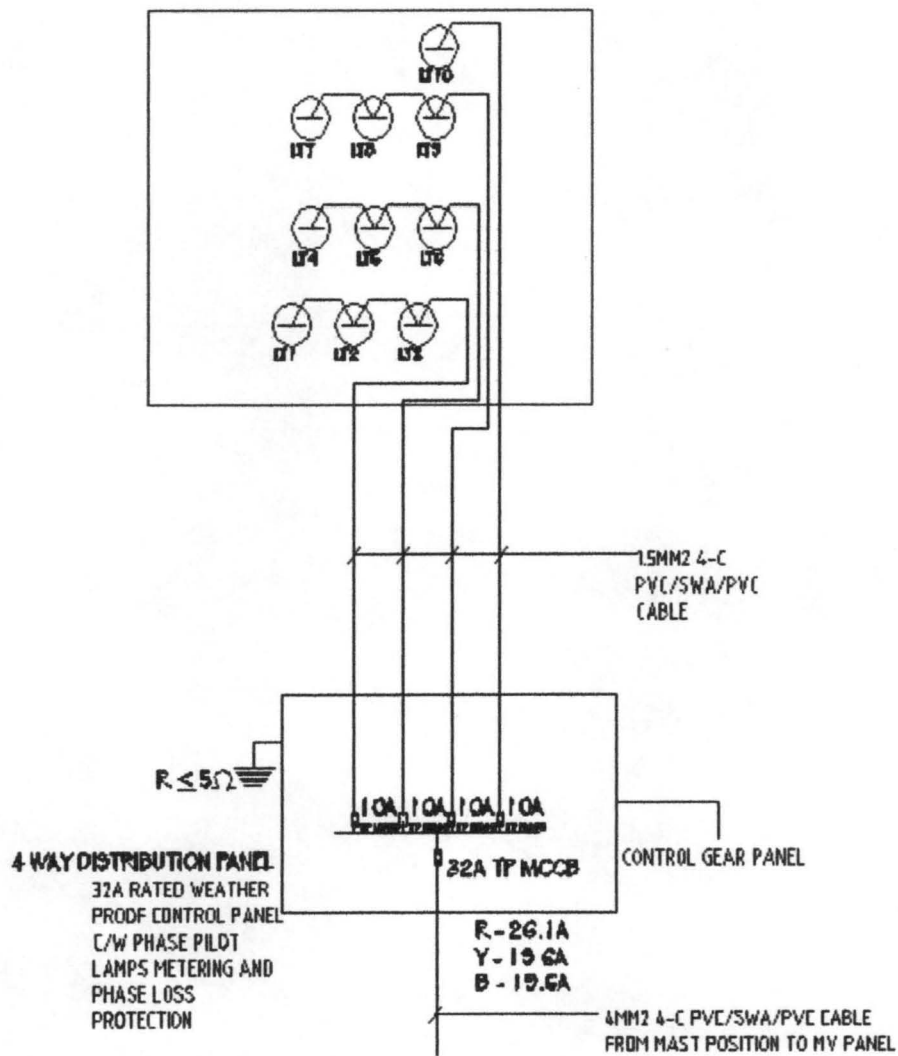 LT10
LT7 LT8 LT9
LT4 LT5 LT6
LT1 LT2 LT3
1.5MM2 4-C
PVC/SWA/PVC
CABLE
R ≤ 5Ω
10A 10A 10A 10A
32A TP MCCB
CONTROL GEAR PANEL
4 WAY DISTRIBUTION PANEL
32A RATED WEATHER
PROOF CONTROL PANEL
C/W PHASE PILOT
LAMPS METERING AND
PHASE LOSS
PROTECTION
R-26.1A
Y-19.6A
B-19.6A
4MM2 4-C PVC/SWA/PVC CABLE
FROM MAST POSITION TO MV PANEL